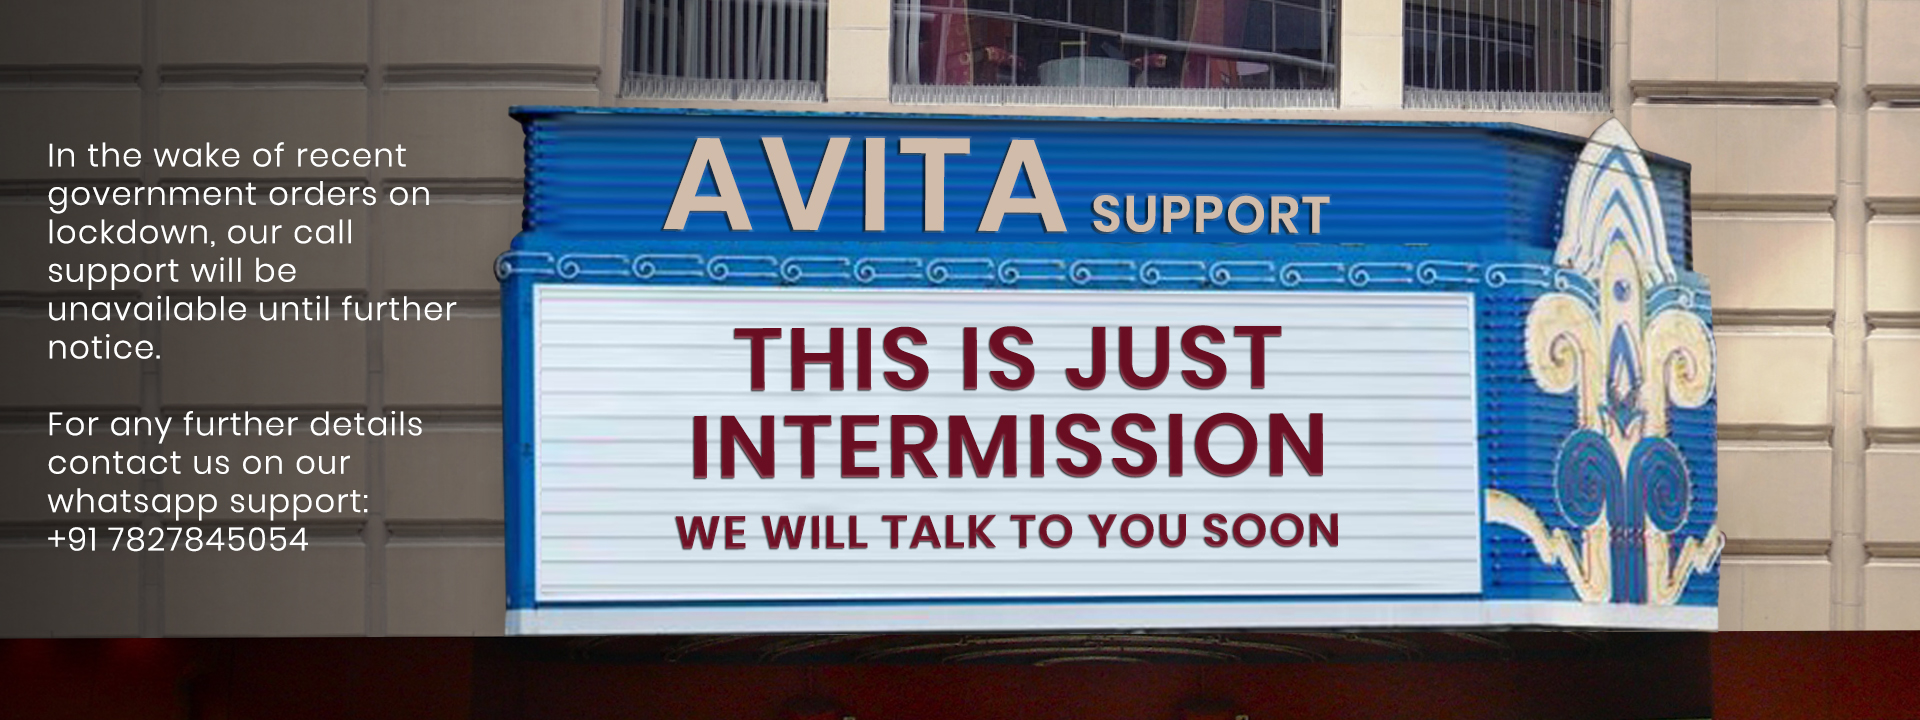 In the wake of recent
government orders on
lockdown, our call
support will be
unavailable until further
notice.
For any further details
contact us on our
whatsapp support:
+91 7827845054
AVITA SUPPORT
THIS IS JUST
INTERMISSION
WE WILL TALK TO YOU SOON